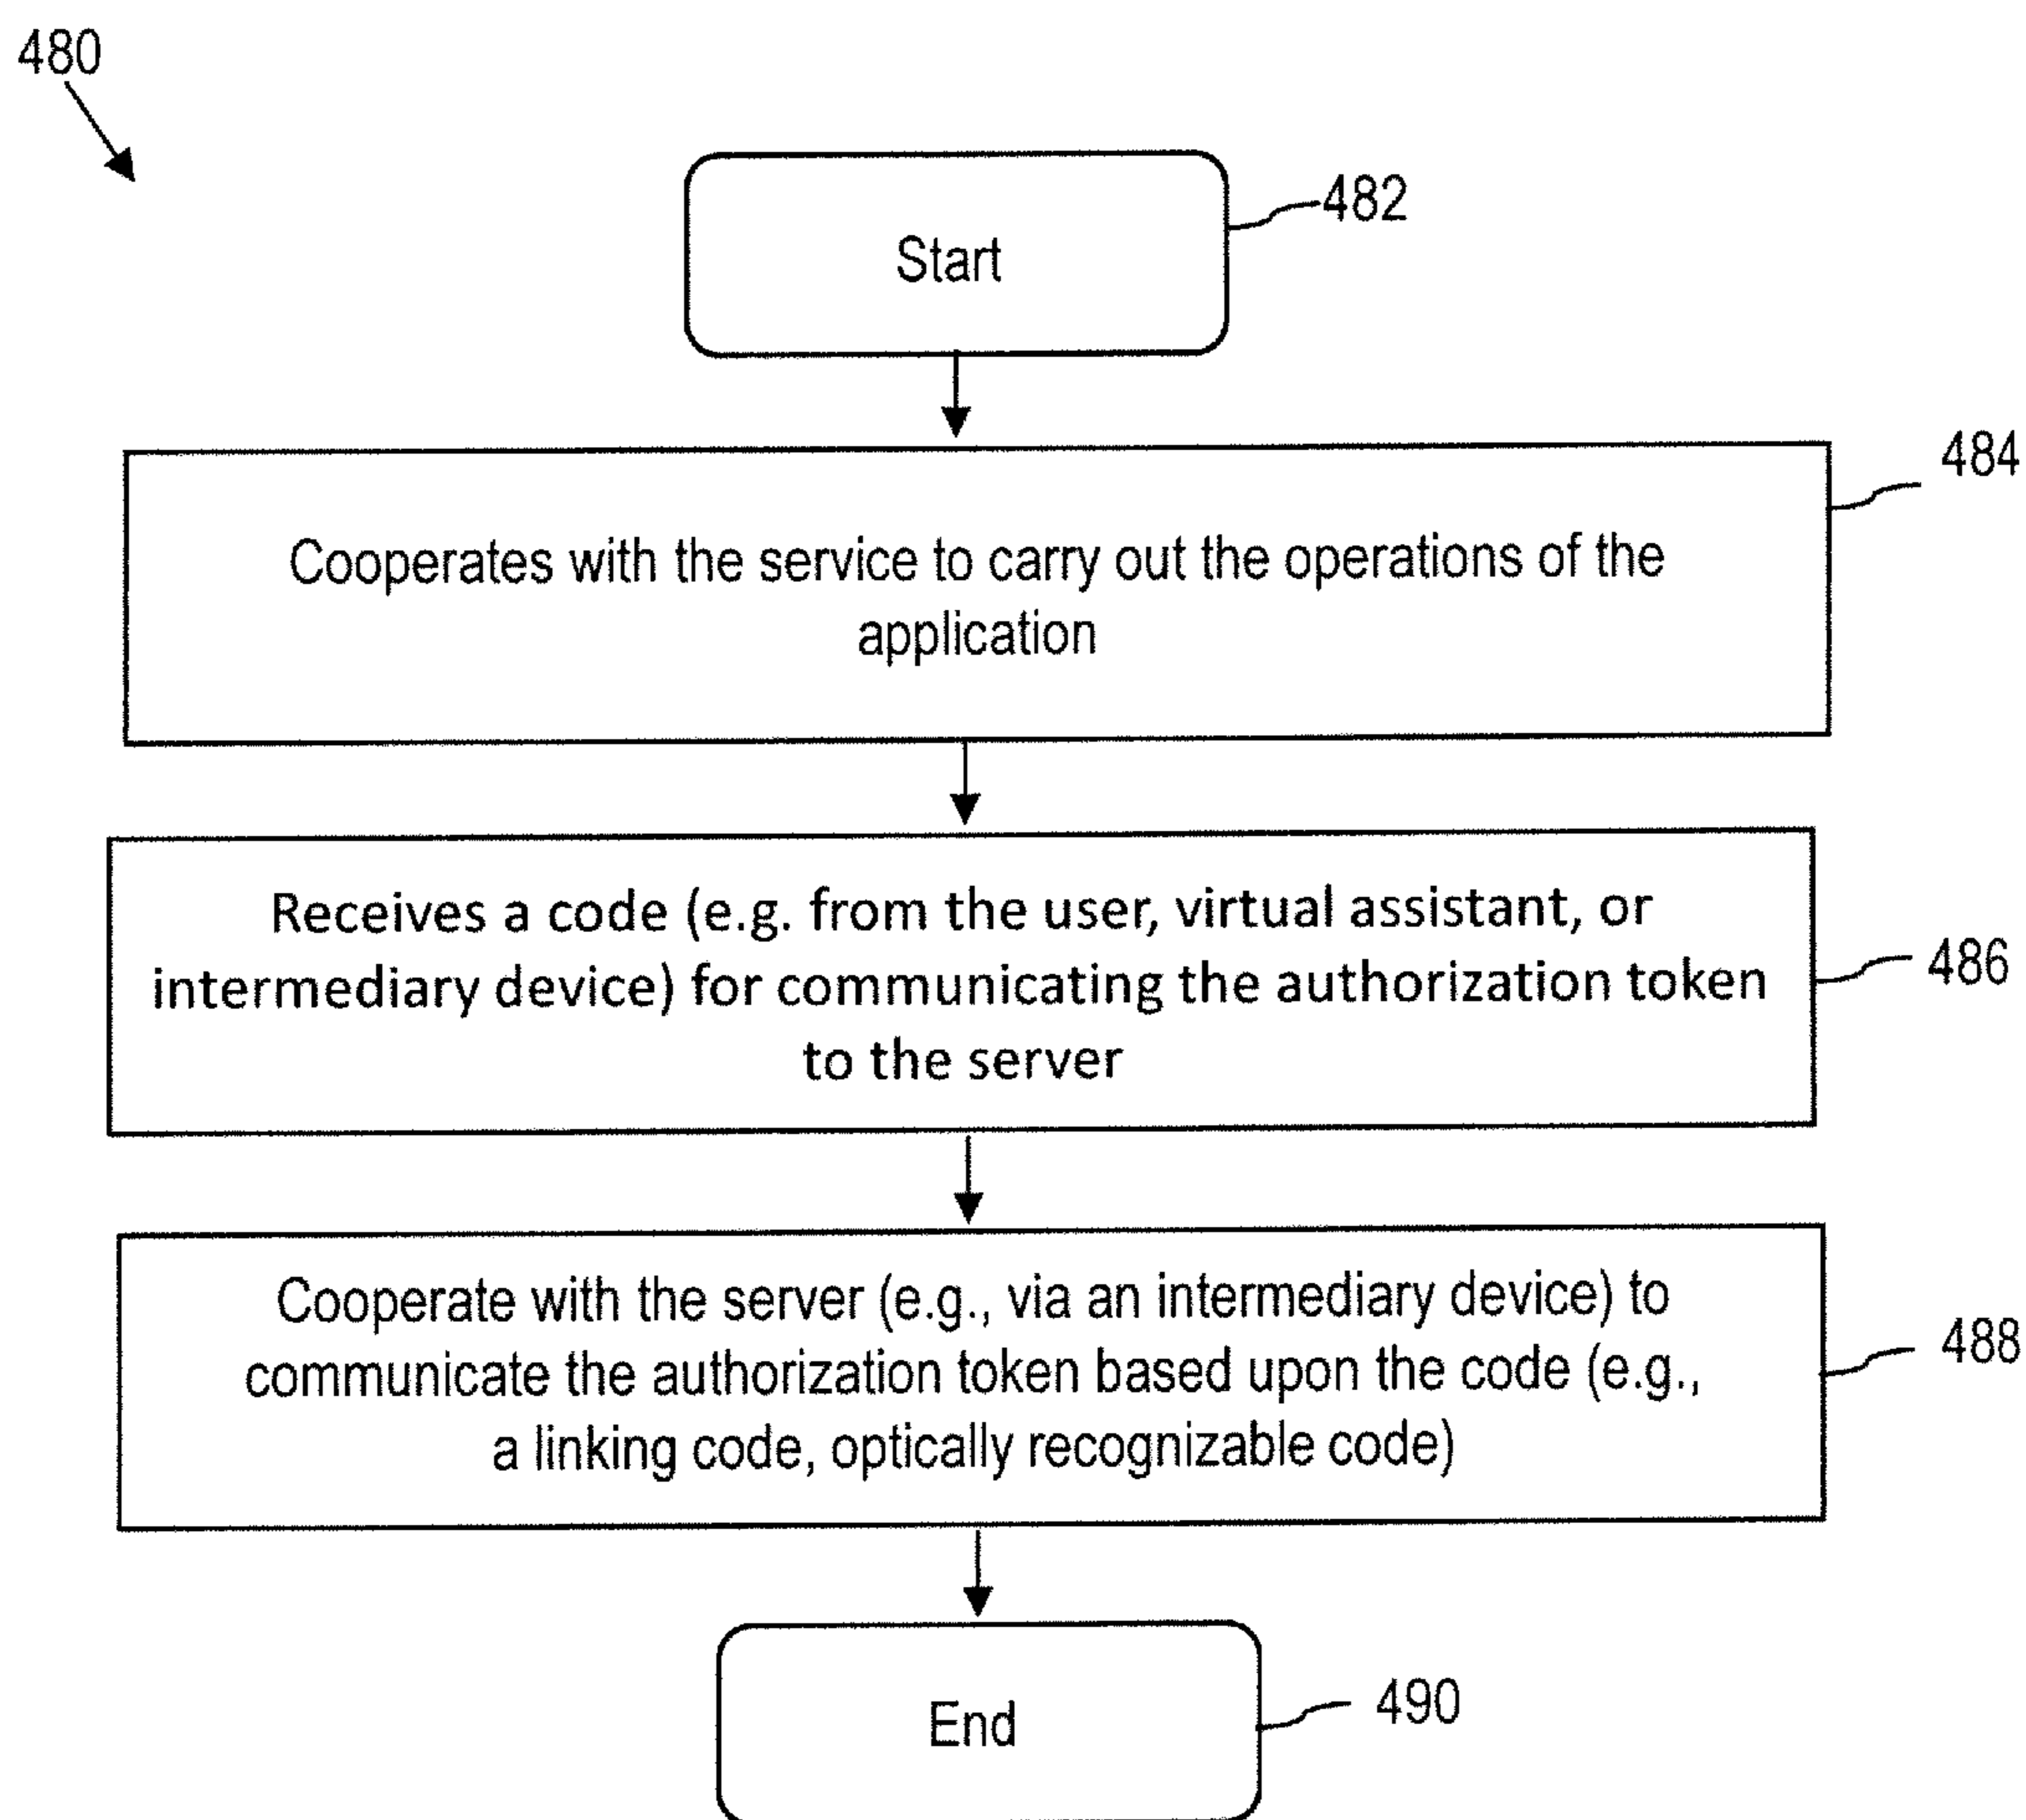 480
Start
482
Cooperates with the service to carry out the operations of the
application
484
Receives a code (e.g. from the user, virtual assistant, or
intermediary device) for communicating the authorization token
to the server
486
Cooperate with the server (e.g., via an intermediary device) to
communicate the authorization token based upon the code (e.g.,
a linking code, optically recognizable code)
488
End
490